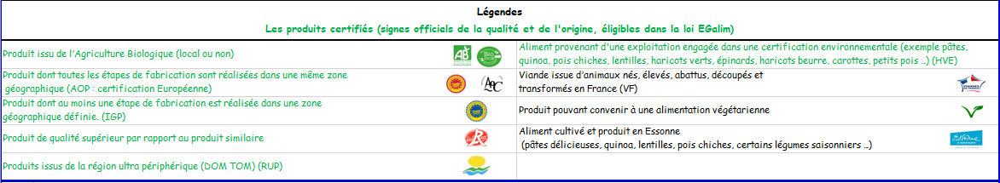 Légendes
Les produits certifiés (signes officiels de la qualité et de l'origine, éligibles dans la loi EGalim)
Produit issu de l'Agriculture Biologique (local ou non)
AB
Bio
Aliment provenant d'une exploitation engagée dans une certification environnementale (exemple pâtes,
quinoa, pois chiches, lentilles, haricots verts, épinards, haricots beurre, carottes, petits pois ..) (HVE)
Produit dont toutes les étapes de fabrication sont réalisées dans une même zone
géographique (AOP : certification Européenne)
AOC
Viande issue d'animaux nés, élevés, abattus, découpés et
transformés en France (VF)
VIANDES
DE FRANCE
Produit dont au moins une étape de fabrication est réalisée dans une zone
géographique définie. (IGP)
Produit pouvant convenir à une alimentation végétarienne
Produit de qualité supérieur par rapport au produit similaire
Aliment cultivé et produit en Essonne
(pâtes délicieuses, quinoa, lentilles, pois chiches, certains légumes saisonniers ..)
Essonne
Produits issus de la région ultra périphérique (DOM TOM) (RUP)